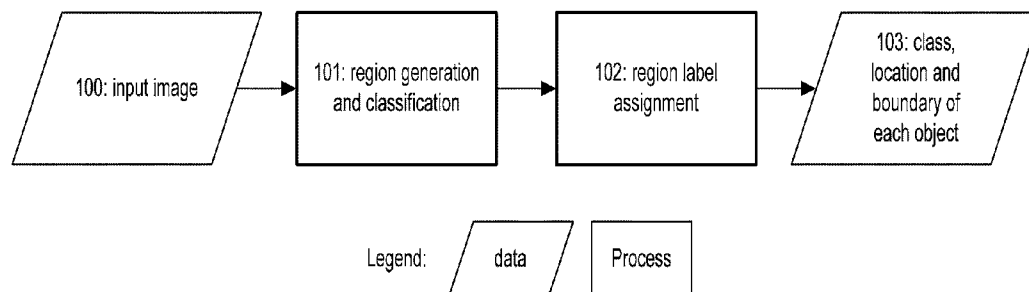 100: input image
101: region generation
and classification
102: region label
assignment
103: class,
location and
boundary of
each object
Legend:
data
Process